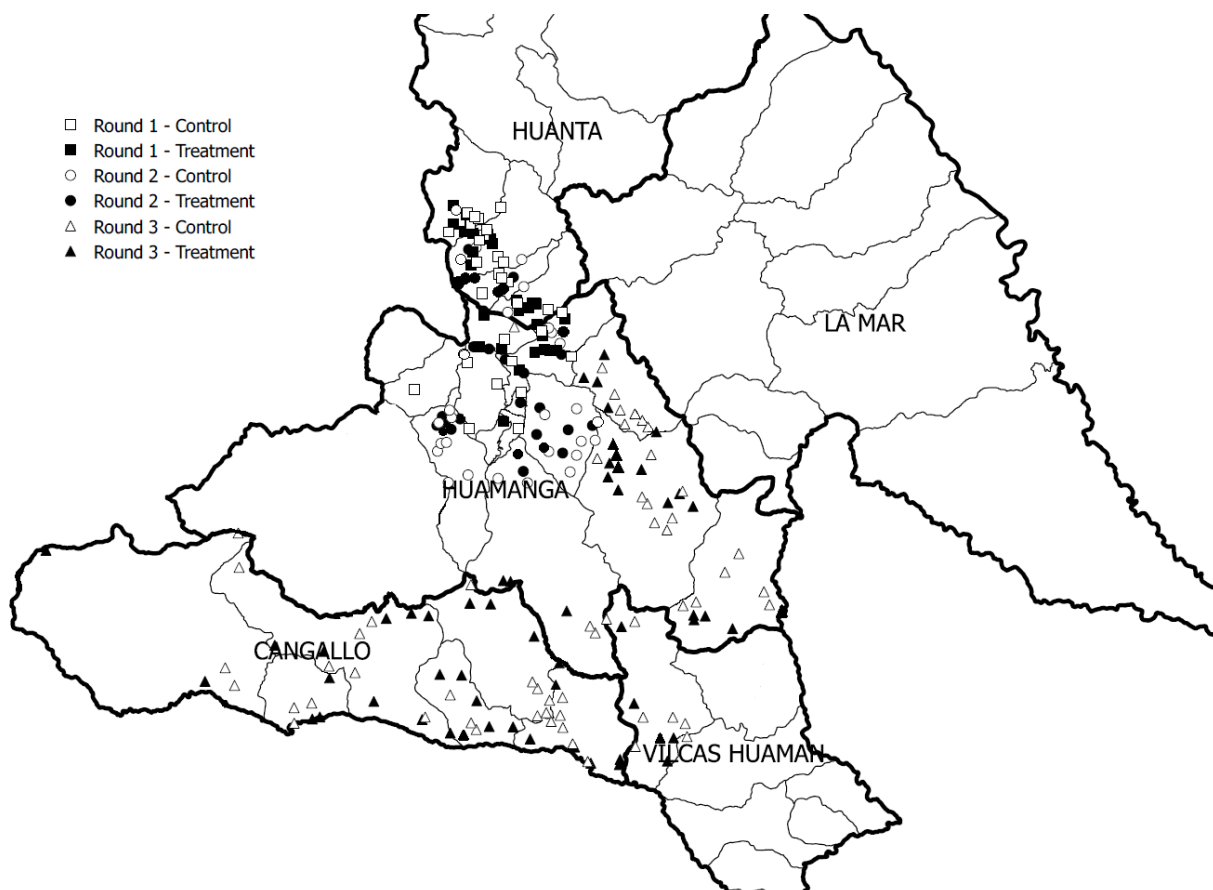 Round 1 - Control
Round 1 - Treatment
Round 2 - Control
Round 2 - Treatment
Round 3 - Control
Round 3 - Treatment
HUANTA
LA MAR
HUAMANGA
CANGALLO
VILCAS HUAMAN